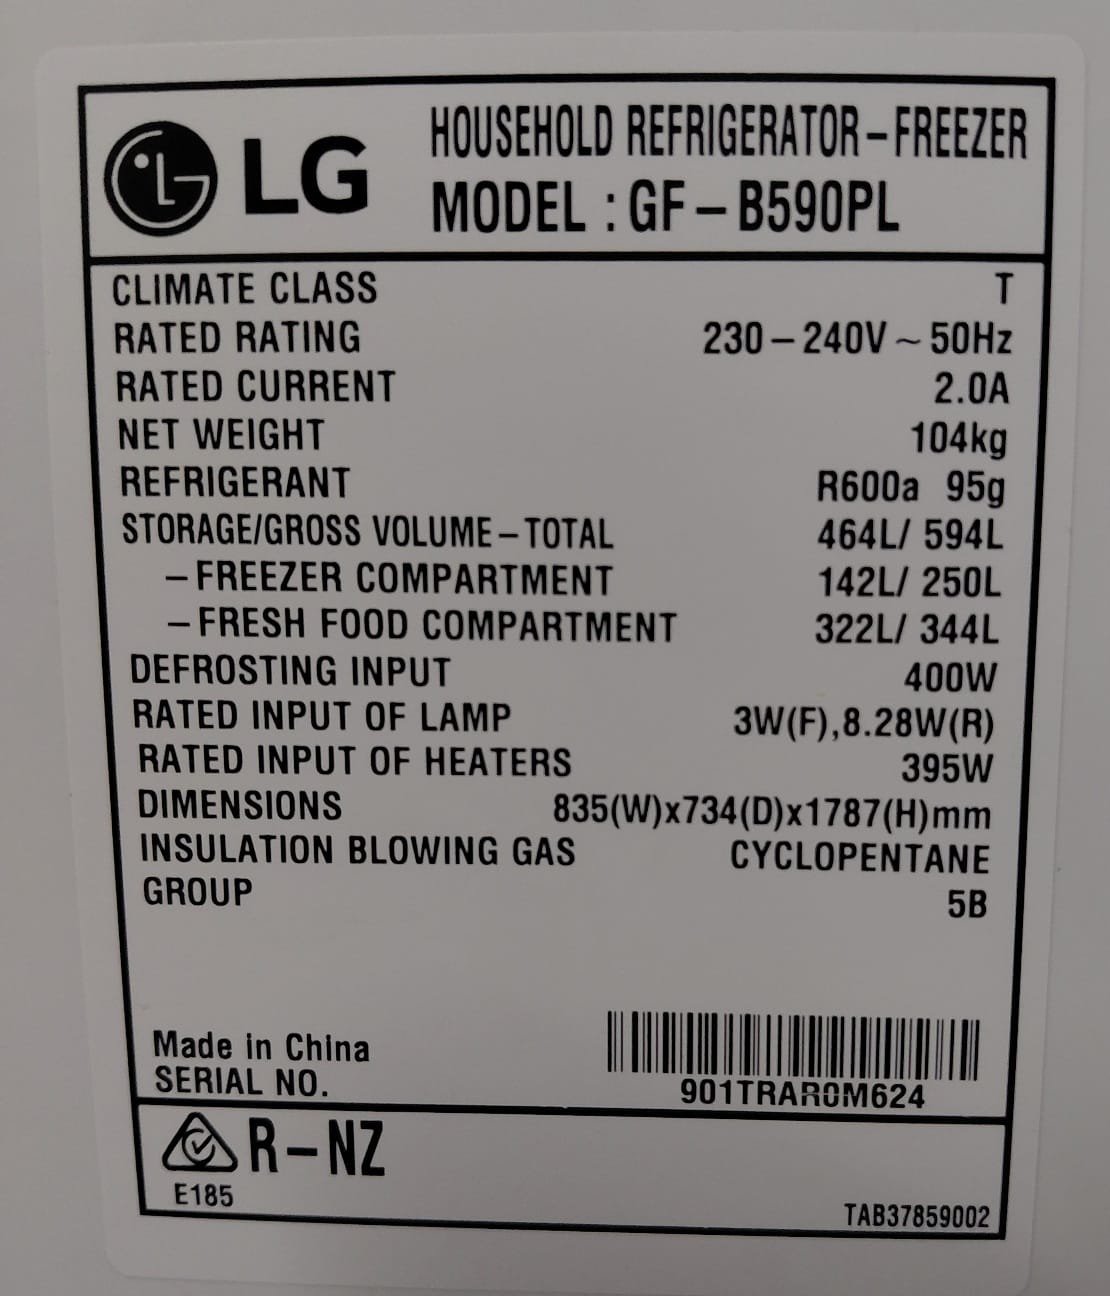 LG
HOUSEHOLD REFRIGERATOR–FREEZER
MODEL : GF–B590PL
CLIMATE CLASS T
RATED RATING 230–240V ~ 50Hz
RATED CURRENT 2.0A
NET WEIGHT 104kg
REFRIGERANT R600a 95g
STORAGE/GROSS VOLUME–TOTAL 464L/ 594L
–FREEZER COMPARTMENT 142L/ 250L
–FRESH FOOD COMPARTMENT 322L/ 344L
DEFROSTING INPUT 400W
RATED INPUT OF LAMP 3W(F),8.28W(R)
RATED INPUT OF HEATERS 395W
DIMENSIONS 835(W)x734(D)x1787(H)mm
INSULATION BLOWING GAS CYCLOPENTANE
GROUP 5B
Made in China
SERIAL NO. 901TRAR0M624
R–NZ
E185
TAB37859002